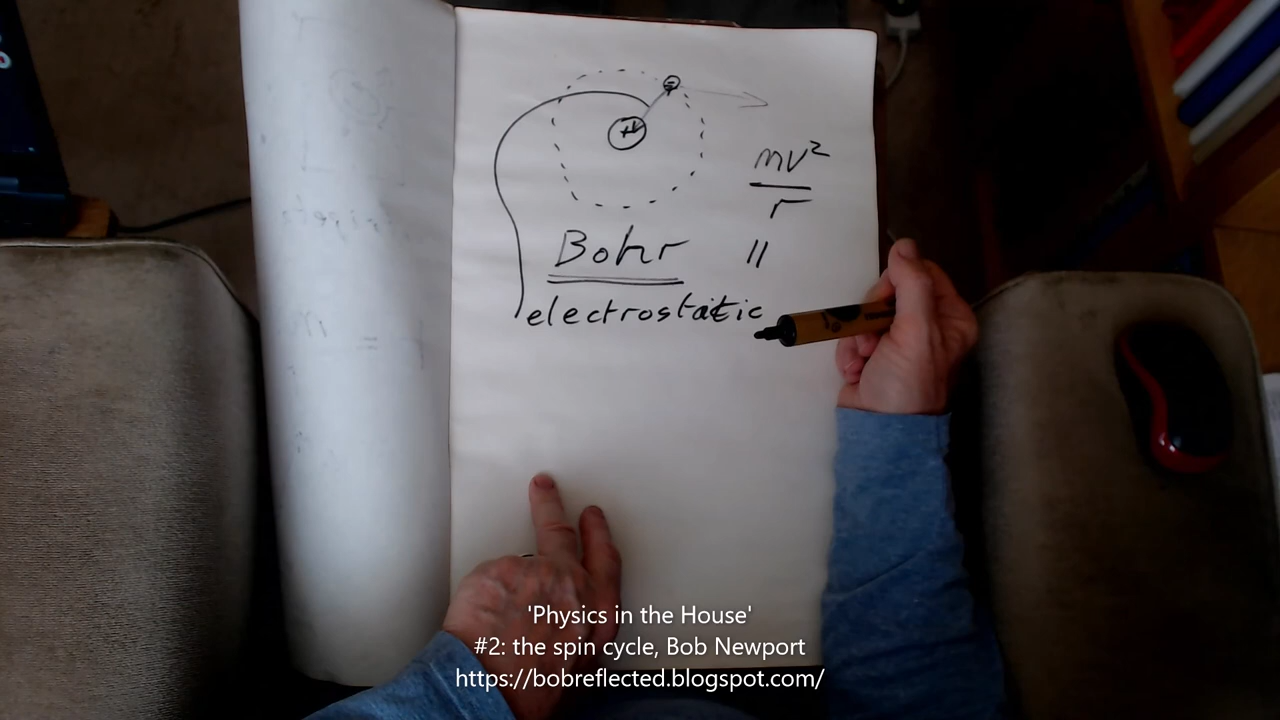 -
+
mv²
r
Bohr =
electrostatic
'Physics in the House'
#2: the spin cycle, Bob Newport
https://bobreflected.blogspot.com/